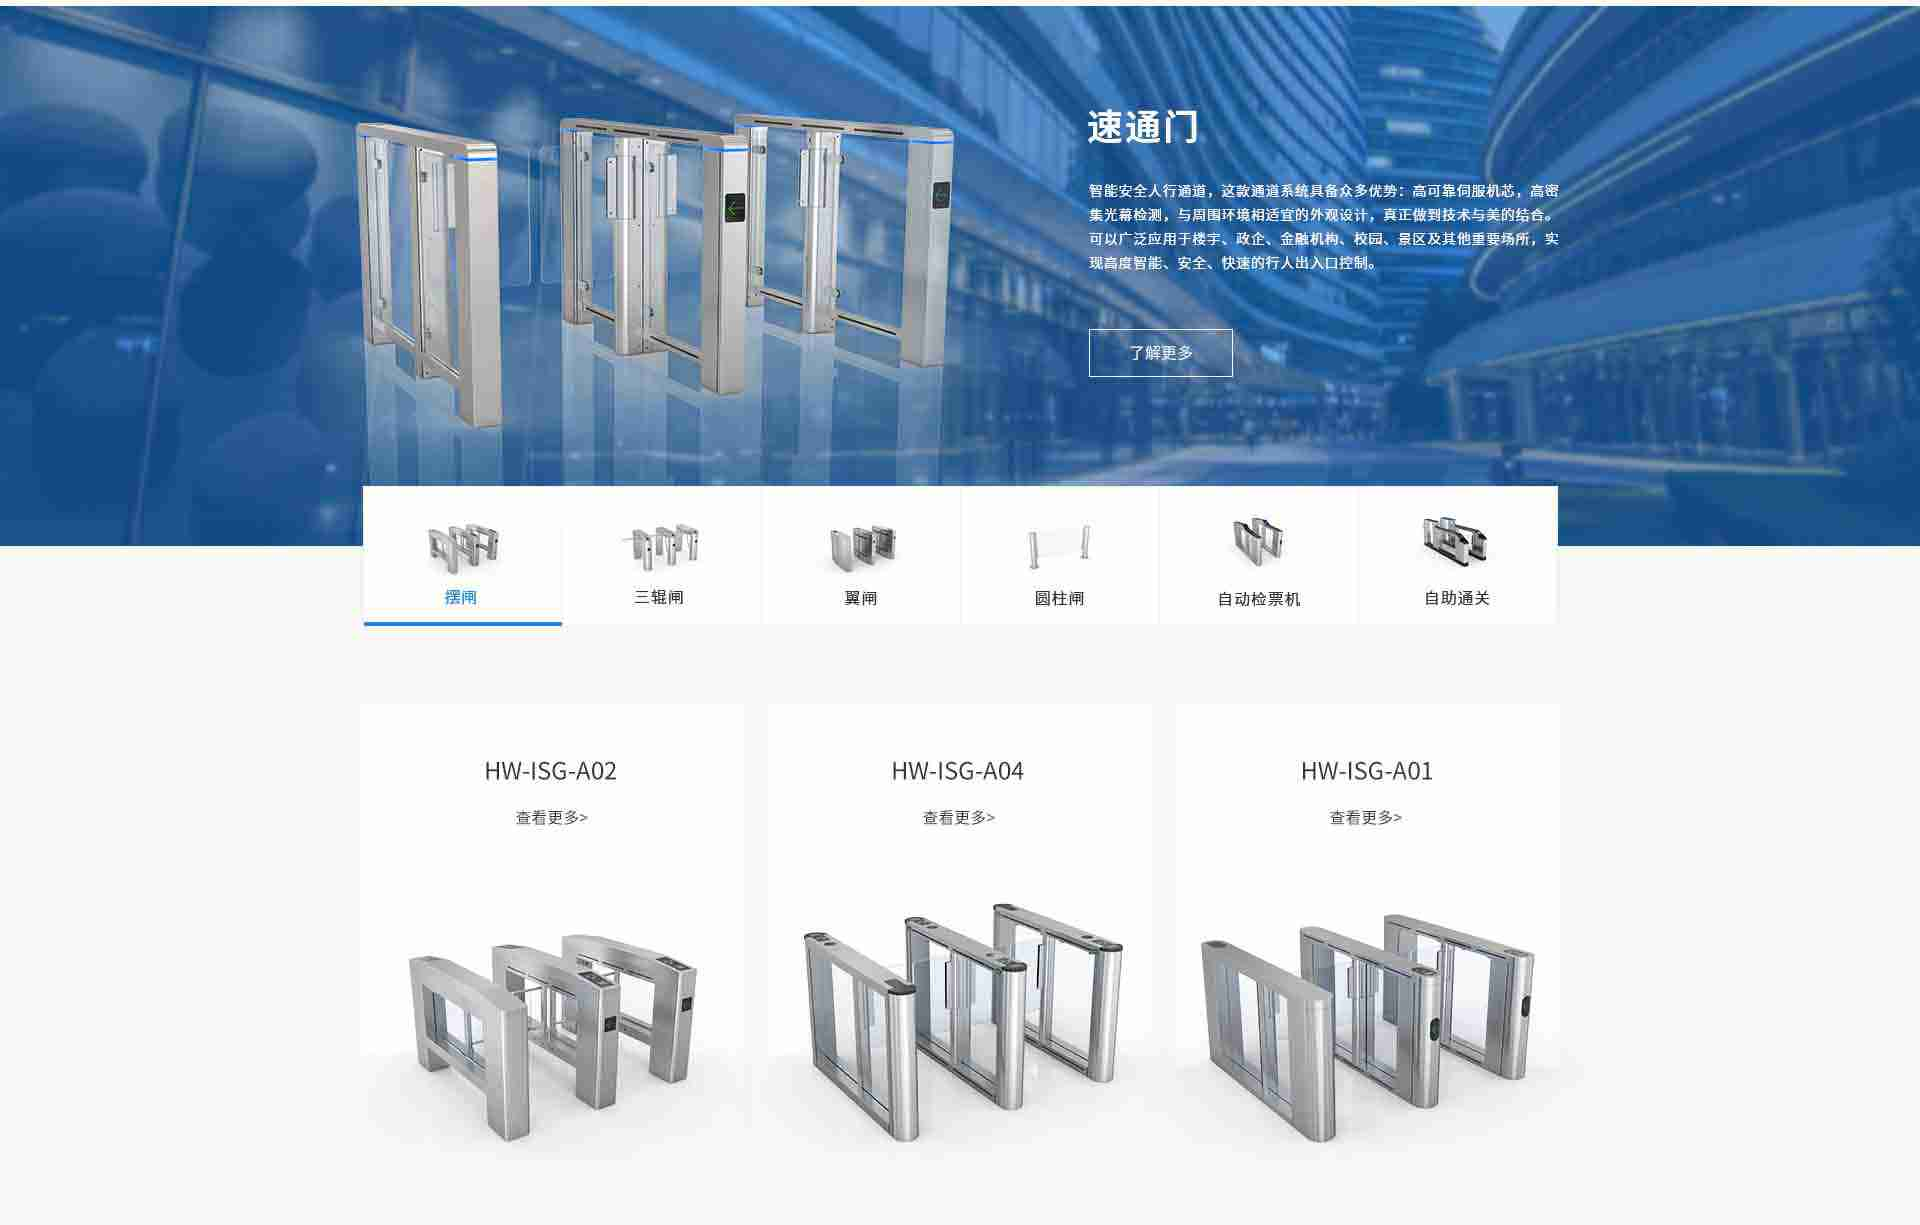 速通门
智能安全人行通道，这款通道系统具备众多优势：高可靠伺服机芯，高密
集光幕检测，与周围环境相适宜的外观设计，真正做到技术与美的结合。
可以广泛应用于楼宇、政企、金融机构、校园、景区及其他重要场所，实
现高度智能、安全、快速的行人出入口控制。
了解更多
摆闸
三辊闸
翼闸
圆柱闸
自动检票机
自助通关
HW-ISG-A02
HW-ISG-A04
HW-ISG-A01
查看更多>
查看更多>
查看更多>